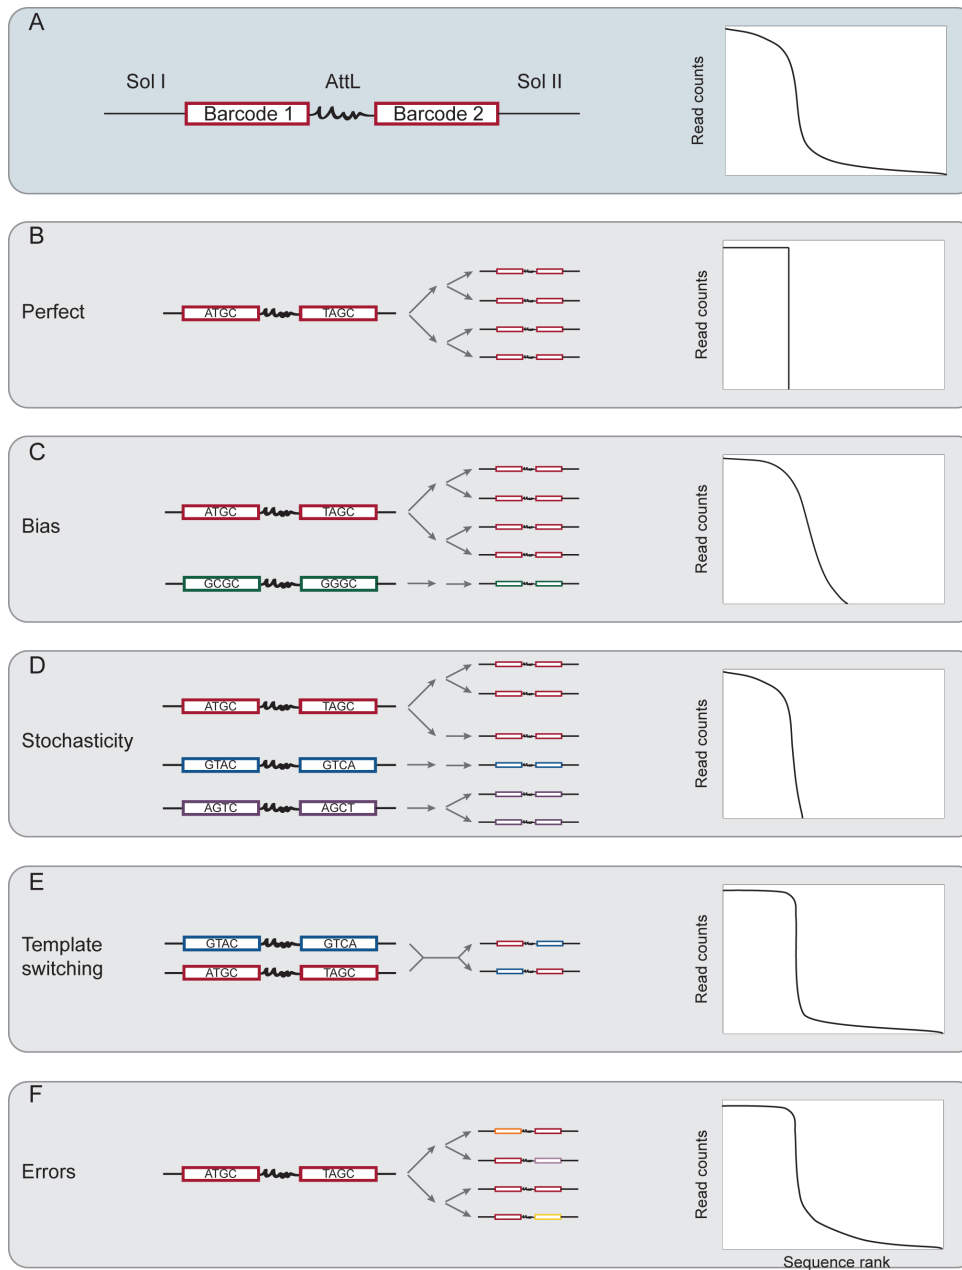 A
Sol I
AttL
Sol II
Barcode 1
Barcode 2
Read counts
B
Perfect
ATGC
TAGC
Read counts
C
Bias
ATGC
TAGC
GCGC
GGGC
Read counts
D
Stochasticity
ATGC
TAGC
GTAC
GTCA
AGTC
AGCT
Read counts
E
Template
switching
GTAC
GTCA
ATGC
TAGC
Read counts
F
Errors
ATGC
TAGC
Read counts
Sequence rank